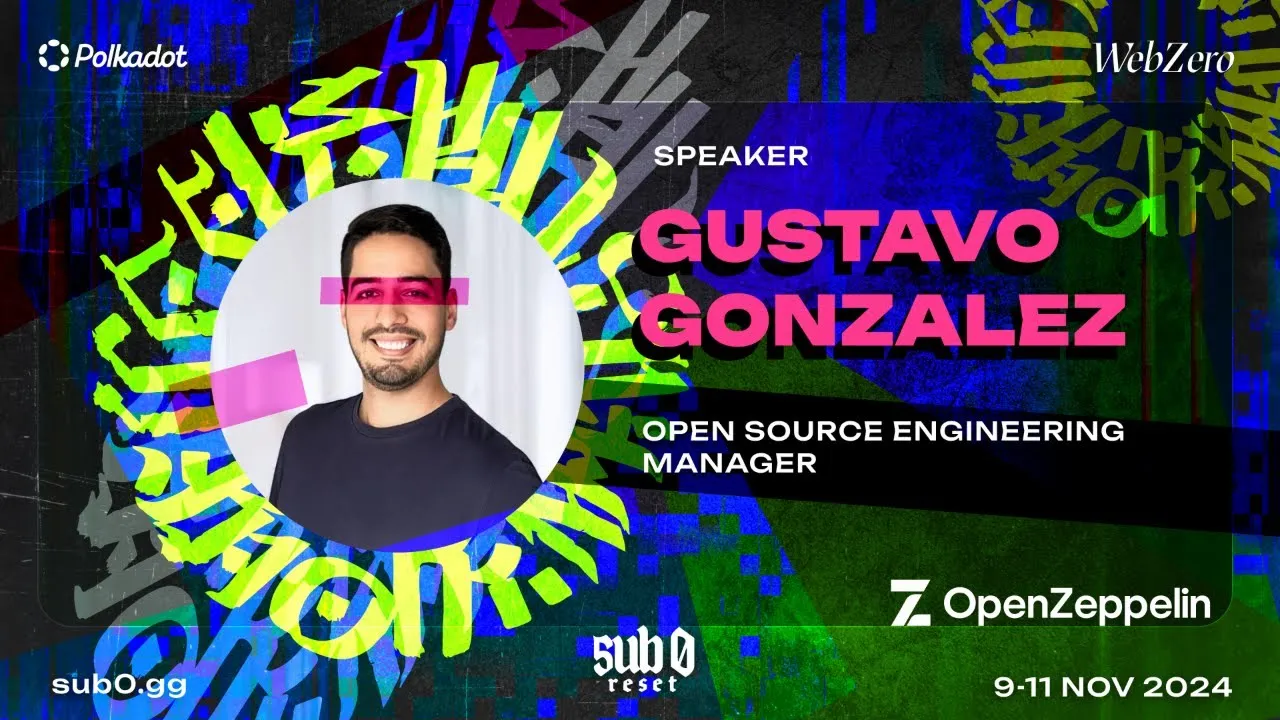 Polkadot
WebZero
SPEAKER
GUSTAVO
GONZALEZ
OPEN SOURCE ENGINEERING
MANAGER
OpenZeppelin
sub0
reset
sub0.gg
9-11 NOV 2024